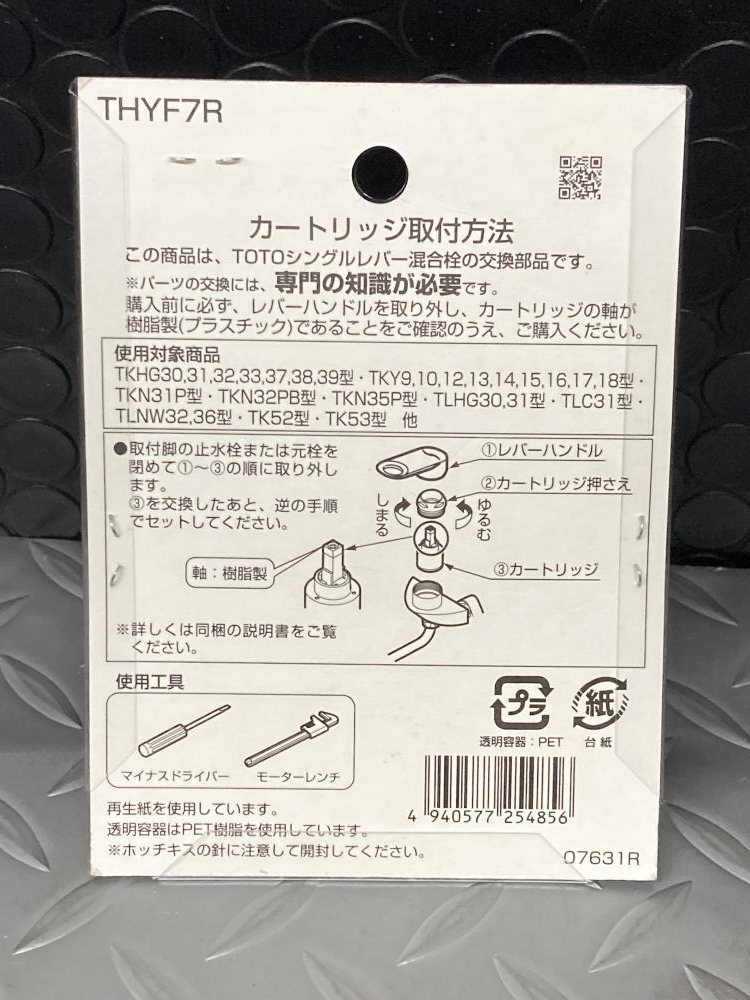 THYF7R
カートリッジ取付方法
この商品は、TOTOシングルレバー混合栓の交換部品です。
※パーツの交換には、専門の知識が必要です。
購入前に必ず、レバーハンドルを取り外し、カートリッジの軸が
樹脂製(プラスチック)であることをご確認のうえ、ご購入ください。
使用対象商品
TKHG30,31,32,33,37,38,39型・TKY9,10,12,13,14,15,16,17,18型・
TKN31P型・TKN32PB型・TKN35P型・TLHG30,31型・TLC31型・
TLNW32,36型・TK52型・TK53型 他
●取付脚の止水栓または元栓を
閉めて①〜③の順に取り外し
ます。
③を交換したあと、逆の手順
でセットしてください。
①レバーハンドル
②カートリッジ押さえ
しまる
ゆるむ
③カートリッジ
軸：樹脂製
※詳しくは同梱の説明書をご覧
ください。
使用工具
マイナスドライバー
モーターレンチ
プラ
紙
透明容器：PET
台紙
4 940577 254856
再生紙を使用しています。
透明容器はPET樹脂を使用しています。
※ホッチキスの針に注意して開封してください。
07631R